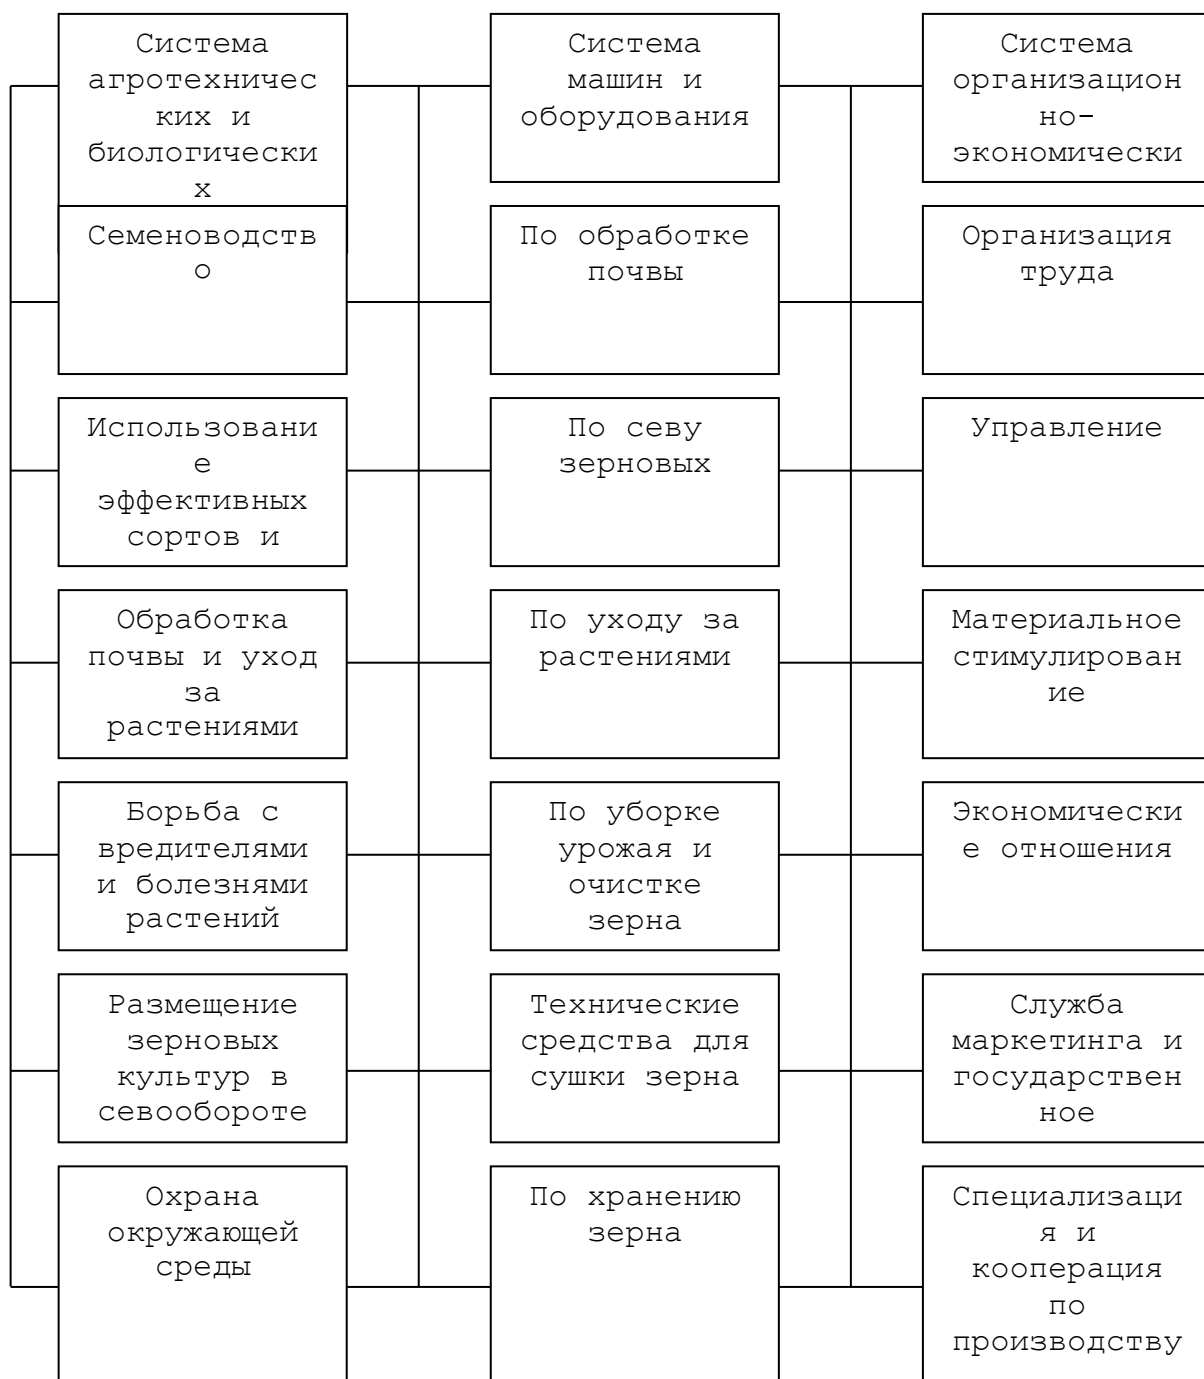 Система
агротехничес
ких и
биологически
х
Система
машин и
оборудования
Система
организацион
но-
экономически
Семеноводств
о
По обработке
почвы
Организация
труда
Использовани
е
эффективных
сортов и
По севу
зерновых
Управление
Обработка
почвы и уход
за
растениями
По уходу за
растениями
Материальное
стимулирован
ие
Борьба с
вредителями
и болезнями
растений
По уборке
урожая и
очистке
зерна
Экономически
е отношения
Размещение
зерновых
культур в
севообороте
Технические
средства для
сушки зерна
Служба
маркетинга и
государствен
ное
Охрана
окружающей
среды
По хранению
зерна
Специализаци
я и
кооперация
по
производству